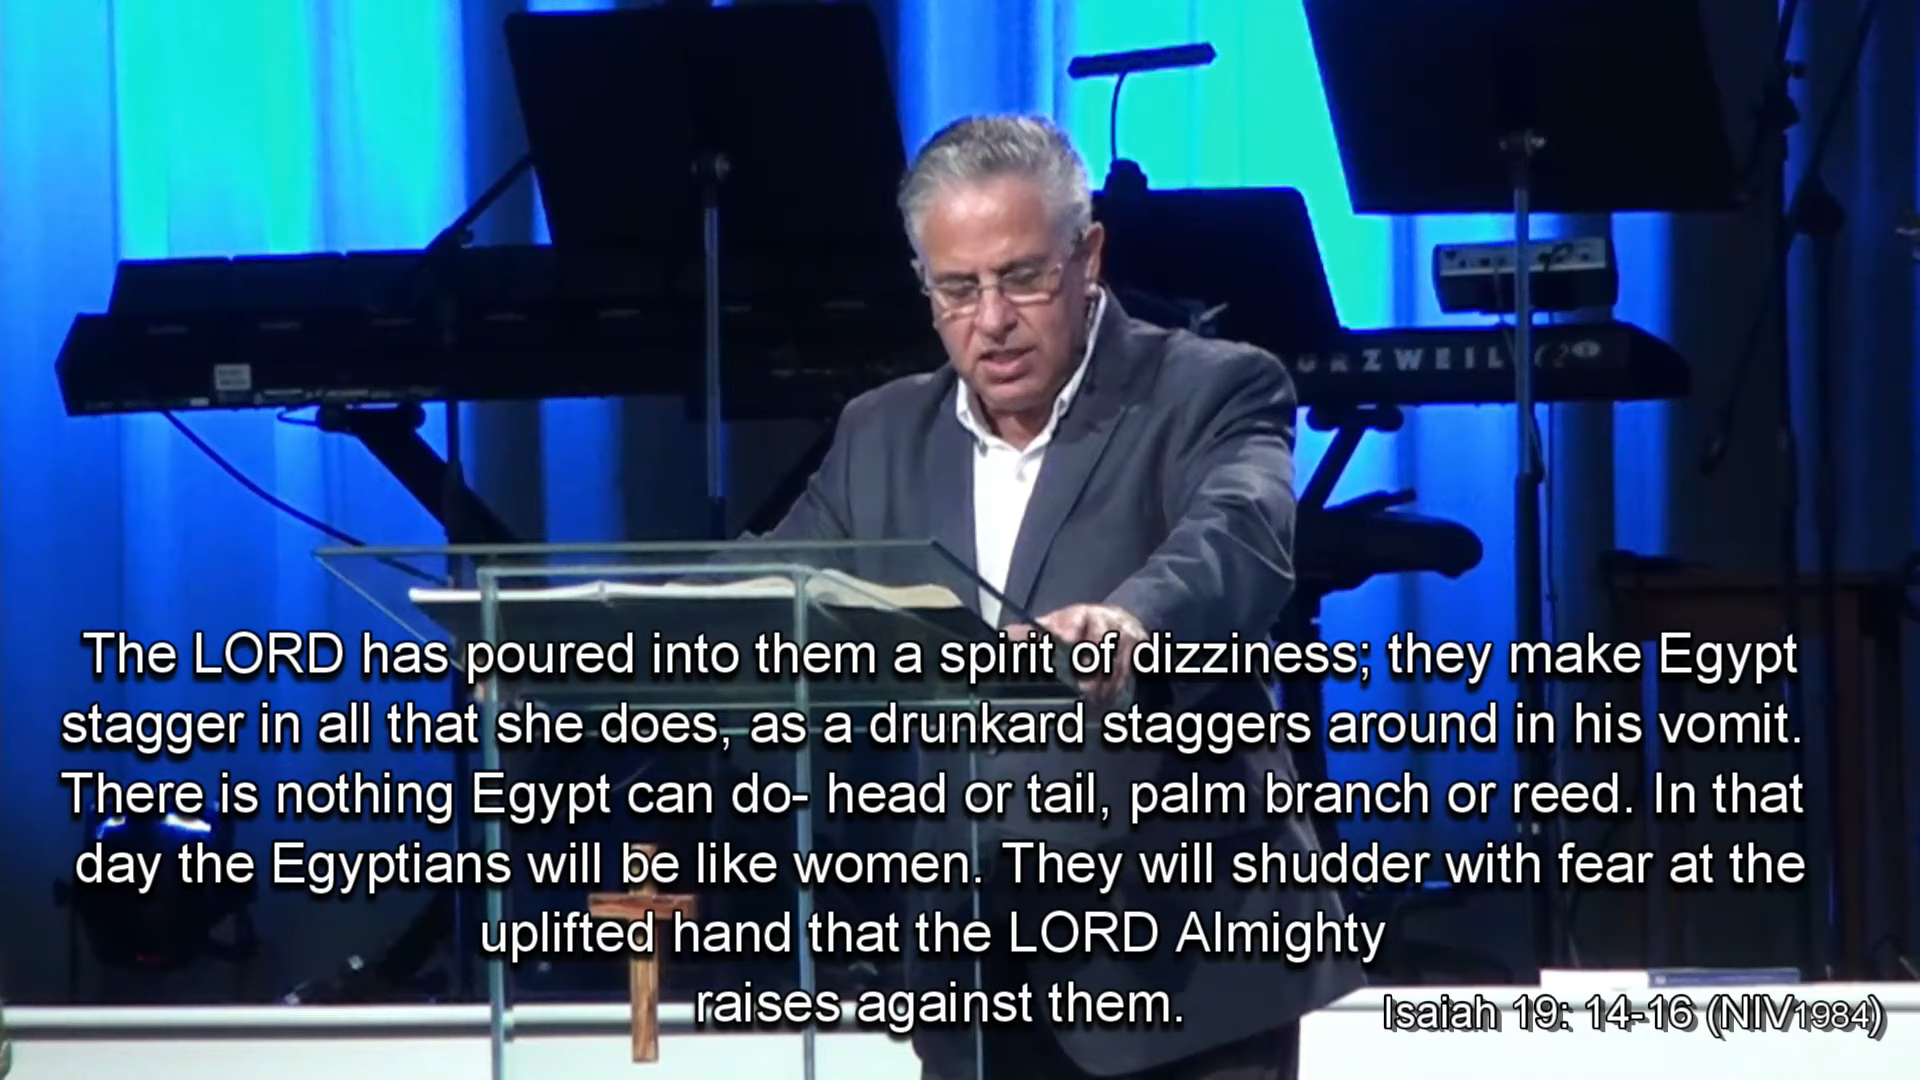 URZWEIL
The LORD has poured into them a spirit of dizziness; they make Egypt
stagger in all that she does, as a drunkard staggers around in his vomit.
There is nothing Egypt can do- head or tail, palm branch or reed. In that
day the Egyptians will be like women. They will shudder with fear at the
uplifted hand that the LORD Almighty
raises against them.
Isaiah 19: 14-16 (NIV1984)